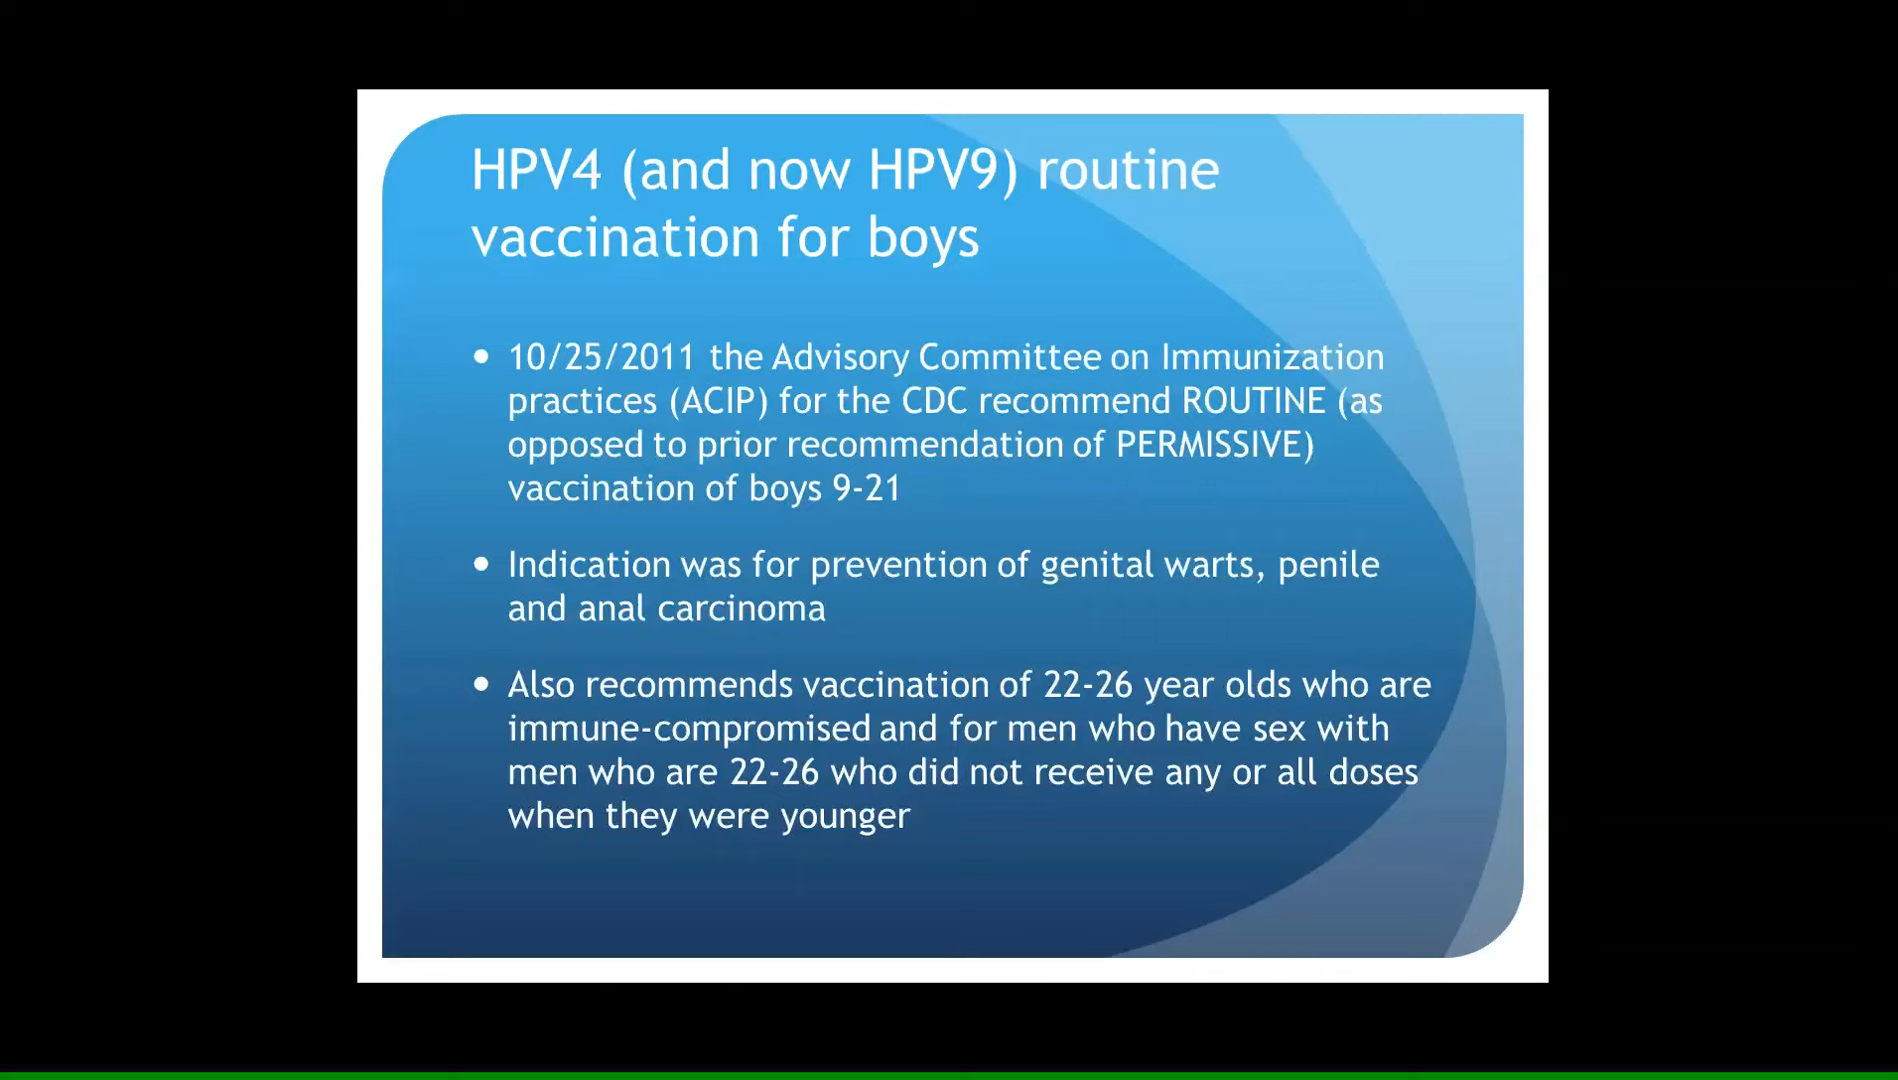 HPV4 (and now HPV9) routine
vaccination for boys
• 10/25/2011 the Advisory Committee on Immunization
practices (ACIP) for the CDC recommend ROUTINE (as
opposed to prior recommendation of PERMISSIVE)
vaccination of boys 9-21
• Indication was for prevention of genital warts, penile
and anal carcinoma
• Also recommends vaccination of 22-26 year olds who are
immune-compromised and for men who have sex with
men who are 22-26 who did not receive any or all doses
when they were younger